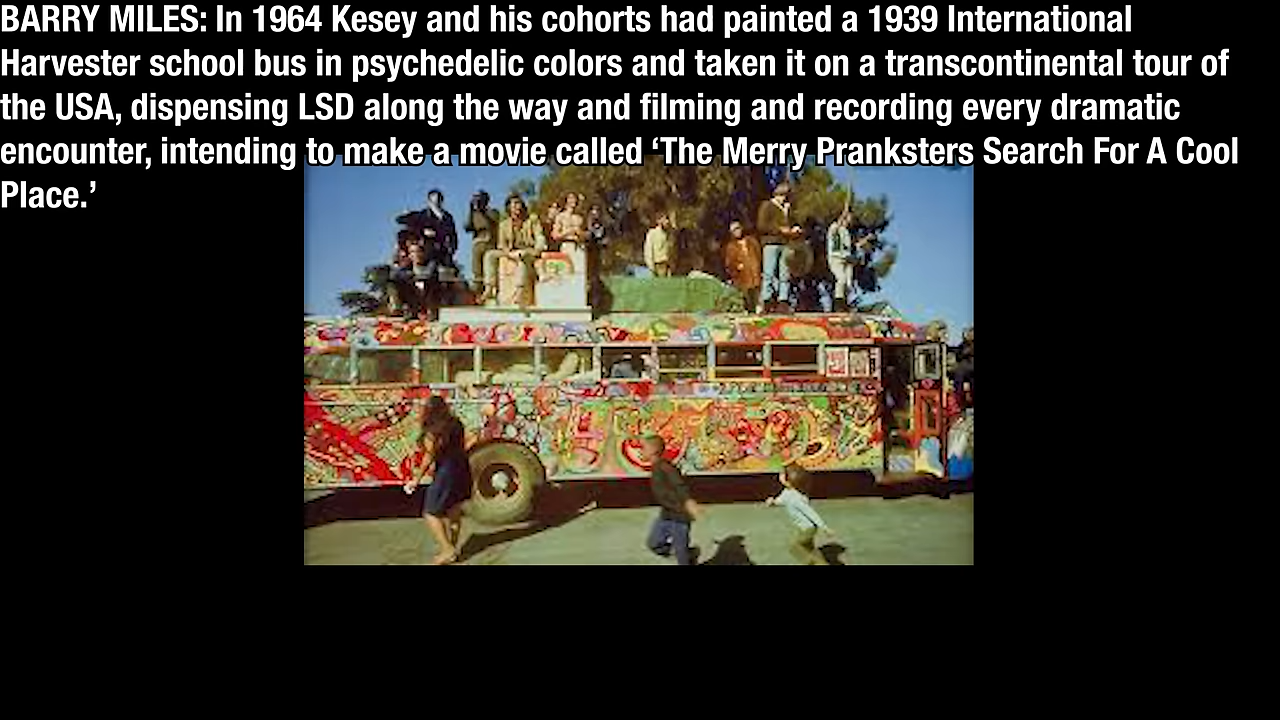 BARRY MILES: In 1964 Kesey and his cohorts had painted a 1939 International
Harvester school bus in psychedelic colors and taken it on a transcontinental tour of
the USA, dispensing LSD along the way and filming and recording every dramatic
encounter, intending to make a movie called ‘The Merry Pranksters Search For A Cool
Place.’